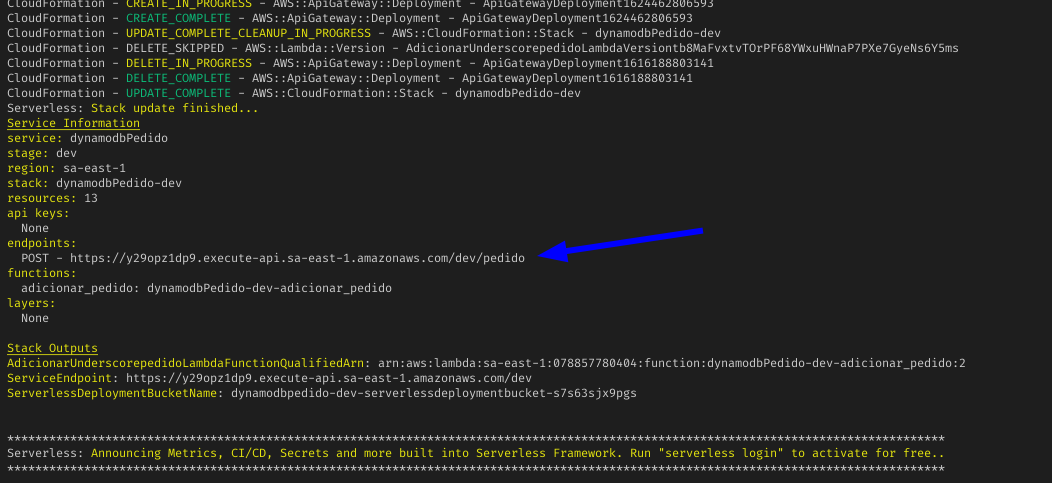 CloudFormation - CREATE_IN_PROGRESS - AWS::ApiGateway::Deployment - ApiGatewayDeployment1624462806593
CloudFormation - CREATE_COMPLETE - AWS::ApiGateway::Deployment - ApiGatewayDeployment1624462806593
CloudFormation - UPDATE_COMPLETE_CLEANUP_IN_PROGRESS - AWS::CloudFormation::Stack - dynamodbPedido-dev
CloudFormation - DELETE_SKIPPED - AWS::Lambda::Version - AdicionarUnderscorepedidoLambdaVersiontb8MaFvxtvTOrPF68YWxuHWnaP7PXe7GyeNs6Y5ms
CloudFormation - DELETE_IN_PROGRESS - AWS::ApiGateway::Deployment - ApiGatewayDeployment1616188803141
CloudFormation - DELETE_COMPLETE - AWS::ApiGateway::Deployment - ApiGatewayDeployment1616188803141
CloudFormation - UPDATE_COMPLETE - AWS::CloudFormation::Stack - dynamodbPedido-dev
Serverless: Stack update finished...
Service Information
service: dynamodbPedido
stage: dev
region: sa-east-1
stack: dynamodbPedido-dev
resources: 13
api keys:
  None
endpoints:
  POST - https://y29opz1dp9.execute-api.sa-east-1.amazonaws.com/dev/pedido
functions:
  adicionar_pedido: dynamodbPedido-dev-adicionar_pedido
layers:
  None
Stack Outputs
AdicionarUnderscorepedidoLambdaFunctionQualifiedArn: arn:aws:lambda:sa-east-1:078857780404:function:dynamodbPedido-dev-adicionar_pedido:2
ServiceEndpoint: https://y29opz1dp9.execute-api.sa-east-1.amazonaws.com/dev
ServerlessDeploymentBucketName: dynamodbpedido-dev-serverlessdeploymentbucket-s7s63sjx9pgs
**************************************************************************************************************************************
Serverless: Announcing Metrics, CI/CD, Secrets and more built into Serverless Framework. Run "serverless login" to activate for free..
**************************************************************************************************************************************